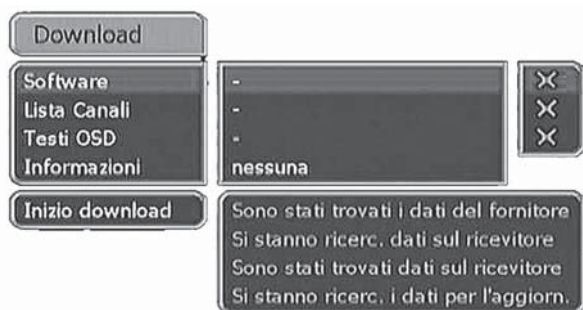 Download
Software -
Lista Canali -
Testi OSD -
Informazioni nessuna
Inizio download
Sono stati trovati i dati del fornitore
Si stanno ricerc. dati sul ricevitore
Sono stati trovati dati sul ricevitore
Si stanno ricerc. i dati per l'aggiorn.